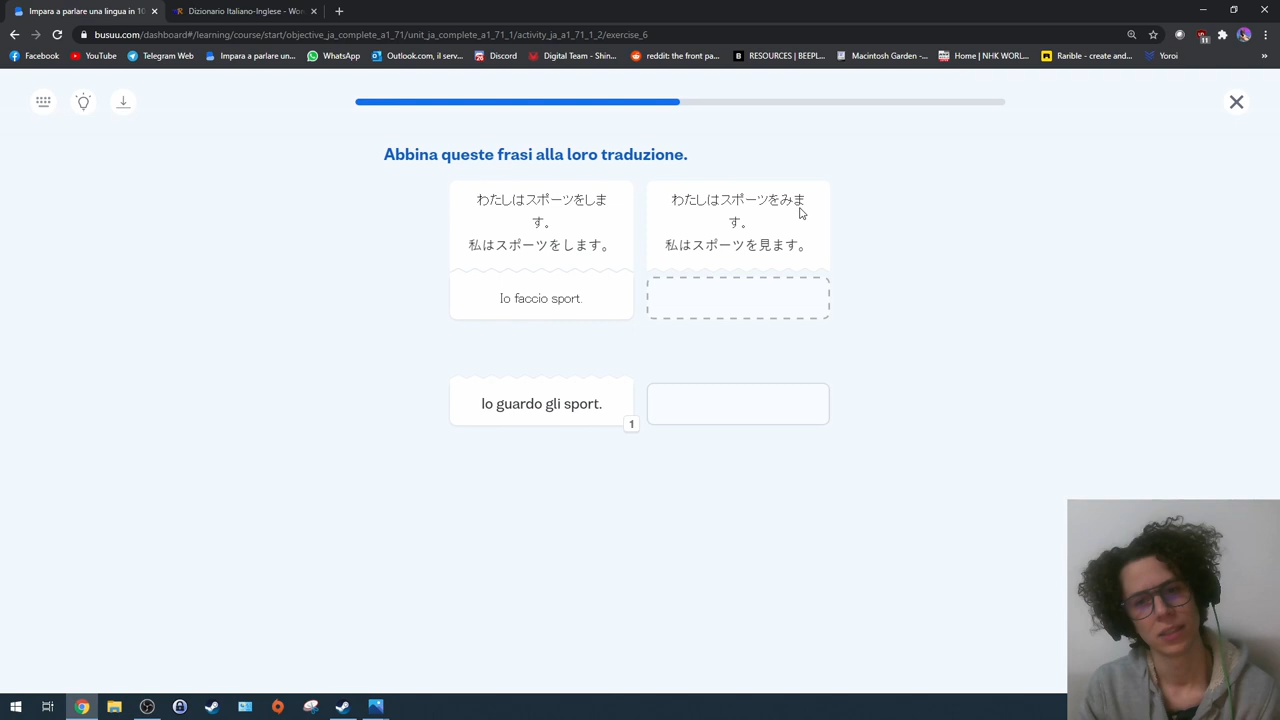 Impara a parlare una lingua in 10
Dizionario Italiano-Inglese - Wor
busuu.com/dashboard#/learning/course/start/objective_ja_complete_a1_71/unit_ja_complete_a1_71_1/activity_ja_a1_71_1_2/exercise_6
11
Facebook
YouTube
Telegram Web
Impara a parlare un...
WhatsApp
Outlook.com, il serv...
Discord
Digital Team - Shin...
reddit: the front pa...
RESOURCES | BEEPL...
Macintosh Garden -...
Home | NHK WORL...
Rarible - create and...
Yoroi
»
Abbina queste frasi alla loro traduzione.
わたしはスポーツをしま
す。
私はスポーツをします。
Io faccio sport.
わたしはスポーツをみま
す。
私はスポーツを見ます。
Io guardo gli sport.
1